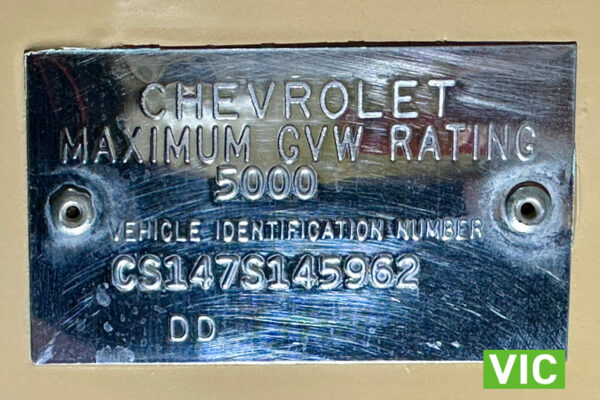 CHEVROLET
MAXIMUM GVW RATING
5000
VEHICLE IDENTIFICATION NUMBER
CS147S145962
DD
VIC